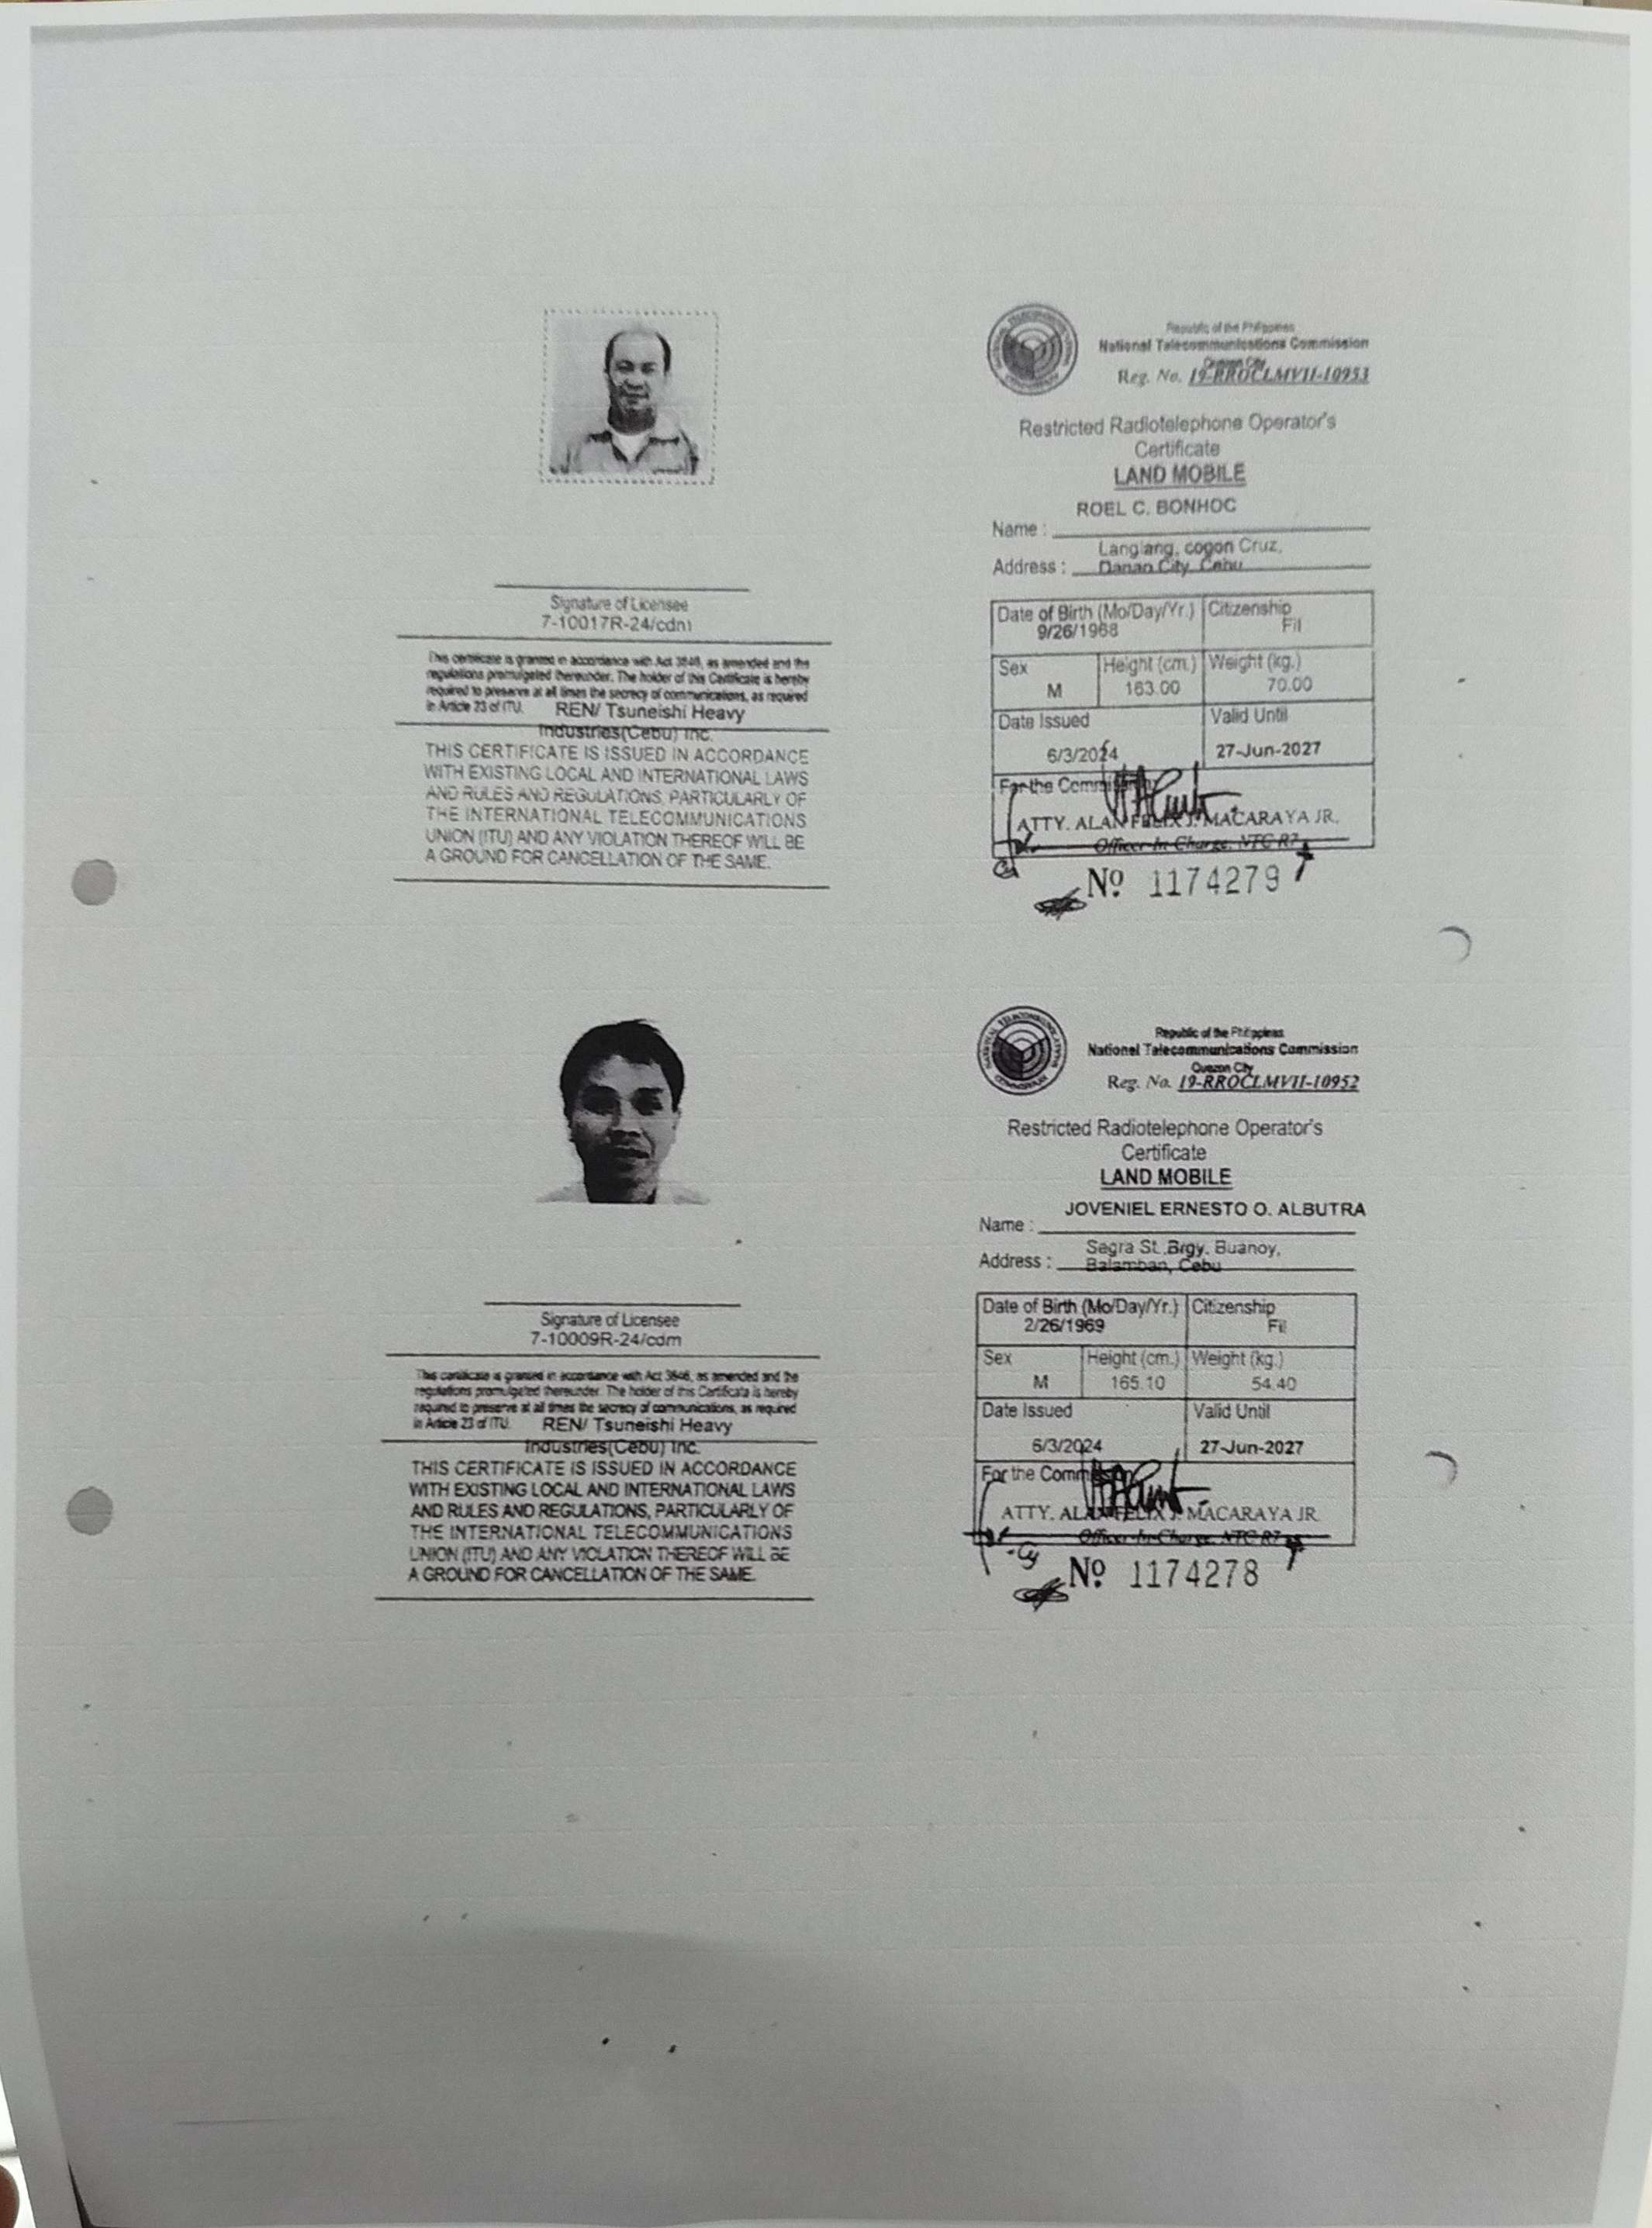 Republic of the Philippines
National Telecommunications Commission
Quezon City
Reg. No. 19-RROCLMVII-10953
Restricted Radiotelephone Operator's
Certificate
LAND MOBILE
ROEL C. BONHOC
Name :
Langlang, cogon Cruz,
Address : Danao City, Cebu
Date of Birth (Mo/Day/Yr.) Citizenship
9/26/1968 Fil
Sex Height (cm.) Weight (kg.)
M 163.00 70.00
Date Issued Valid Until
6/3/2024 27-Jun-2027
For the Commission
ATTY. ALAN FELIX J. MACARAYA JR.
Officer-In-Charge, NTC R7
Nº 1174279
Signature of Licensee
7-10017R-24/cdm
This certificate is granted in accordance with Act 3846, as amended and the
regulations promulgated thereunder. The holder of this Certificate is hereby
required to preserve at all times the secrecy of communications, as required
in Article 23 of ITU. REN/ Tsuneishi Heavy
Industries(Cebu) Inc.
THIS CERTIFICATE IS ISSUED IN ACCORDANCE
WITH EXISTING LOCAL AND INTERNATIONAL LAWS
AND RULES AND REGULATIONS, PARTICULARLY OF
THE INTERNATIONAL TELECOMMUNICATIONS
UNION (ITU) AND ANY VIOLATION THEREOF WILL BE
A GROUND FOR CANCELLATION OF THE SAME.
Republic of the Philippines
National Telecommunications Commission
Quezon City
Reg. No. 19-RROCLMVII-10952
Restricted Radiotelephone Operator's
Certificate
LAND MOBILE
JOVENIEL ERNESTO O. ALBUTRA
Name :
Segra St. Brgy. Buanoy,
Address : Balamban, Cebu
Date of Birth (Mo/Day/Yr.) Citizenship
2/26/1969 Fil
Sex Height (cm.) Weight (kg.)
M 165.10 54.40
Date Issued Valid Until
6/3/2024 27-Jun-2027
For the Commission
ATTY. ALAN FELIX J. MACARAYA JR.
Officer-In-Charge, NTC R7
Nº 1174278
Signature of Licensee
7-10009R-24/cdm
This certificate is granted in accordance with Act 3846, as amended and the
regulations promulgated thereunder. The holder of this Certificate is hereby
required to preserve at all times the secrecy of communications, as required
in Article 23 of ITU. REN/ Tsuneishi Heavy
Industries(Cebu) Inc.
THIS CERTIFICATE IS ISSUED IN ACCORDANCE
WITH EXISTING LOCAL AND INTERNATIONAL LAWS
AND RULES AND REGULATIONS, PARTICULARLY OF
THE INTERNATIONAL TELECOMMUNICATIONS
UNION (ITU) AND ANY VIOLATION THEREOF WILL BE
A GROUND FOR CANCELLATION OF THE SAME.